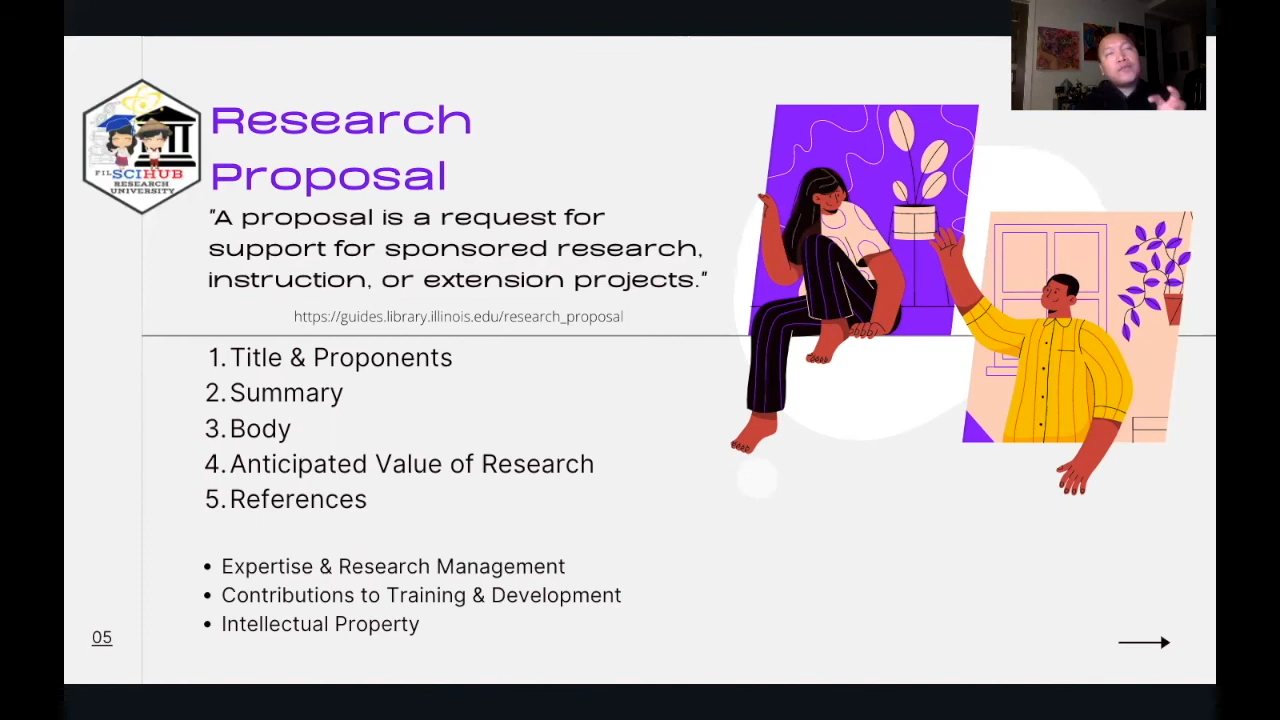 Research
Proposal
FILSCIHUB
RESEARCH
UNIVERSITY
"A proposal is a request for
support for sponsored research,
instruction, or extension projects."
https://guides.library.illinois.edu/research_proposal
1. Title & Proponents
2. Summary
3. Body
4. Anticipated Value of Research
5. References
• Expertise & Research Management
• Contributions to Training & Development
• Intellectual Property
05